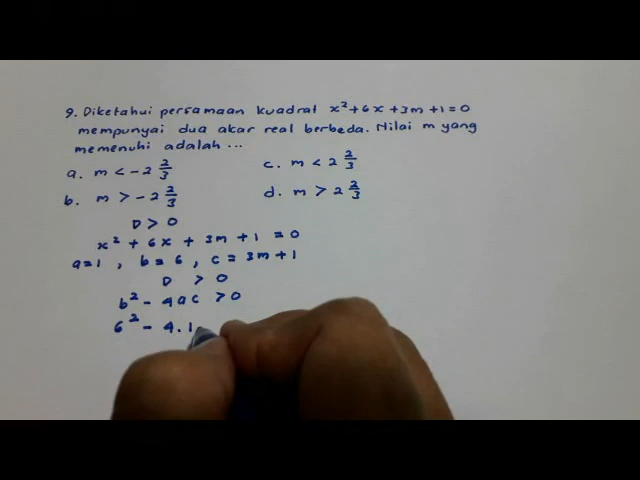 9. Diketahui persamaan kuadrat x² + 6x + 3m + 1 = 0
mempunyai dua akar real berbeda. Nilai m yang
memenuhi adalah ...
a. m < -2 2/3
c. m < 2 2/3
b. m > -2 2/3
d. m > 2 2/3
D > 0
x² + 6x + 3m + 1 = 0
a = 1 , b = 6 , c = 3m + 1
D > 0
b² - 4ac > 0
6² - 4.1